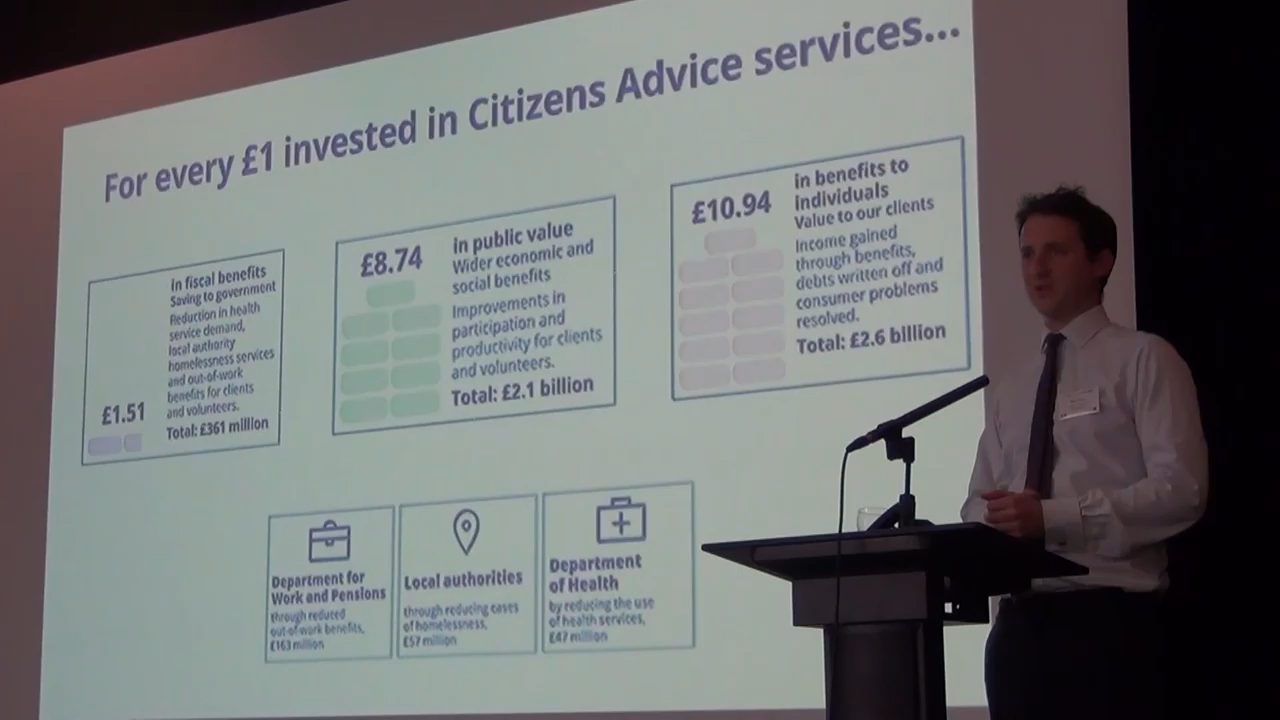 For every £1 invested in Citizens Advice services...
£1.51
in fiscal benefits
Saving to government
Reduction in health
service demand,
local authority
homelessness services
and out-of-work
benefits for clients
and volunteers.
Total: £361 million
£8.74
in public value
Wider economic and
social benefits
Improvements in
participation and
productivity for clients
and volunteers.
Total: £2.1 billion
£10.94
in benefits to
individuals
Value to our clients
Income gained
through benefits,
debts written off and
consumer problems
resolved.
Total: £2.6 billion
Department for
Work and Pensions
through reduced
out-of-work benefits,
£163 million
Local authorities
through reducing cases
of homelessness,
£57 million
Department
of Health
by reducing the use
of health services,
£47 million